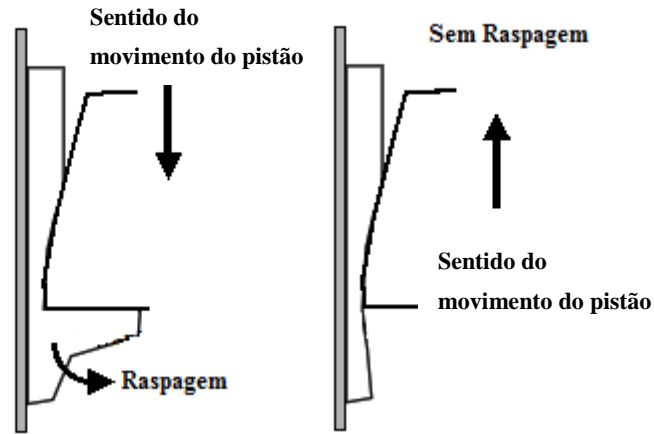 Sentido do
movimento do pistão
Raspagem
Sem Raspagem
Sentido do
movimento do pistão